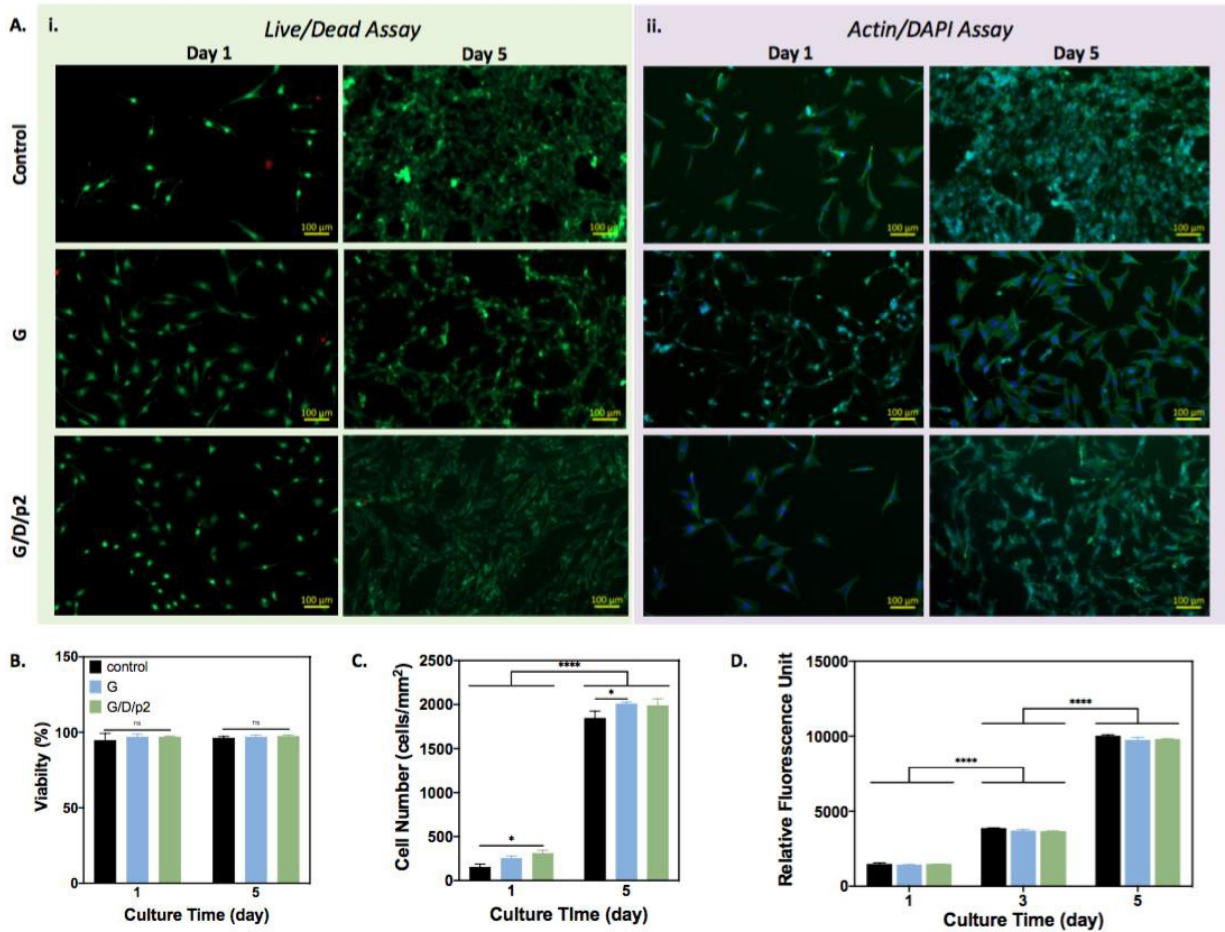 A.
i.
Live/Dead Assay
Day 1
Day 5
ii.
Actin/DAPI Assay
Day 1
Day 5
Control
100 µm
100 µm
100 µm
100 µm
G
100 µm
100 µm
100 µm
100 µm
G/D/p2
100 µm
100 µm
100 µm
100 µm
B.
Viabilty (%)
150
100
50
0
control
G
G/D/p2
ns
ns
1
5
Culture Time (day)
C.
Cell Number (cells/mm²)
2500
2000
1500
1000
500
0
****
*
*
1
5
Culture TIme (day)
D.
Relative Fluorescence Unit
15000
10000
5000
0
****
****
1
3
5
Culture Time (day)